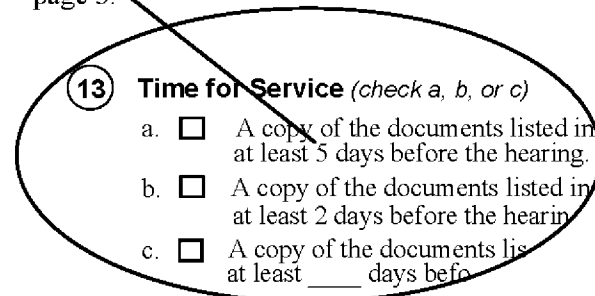 page 3.
13 Time for Service (check a, b, or c)
a. A copy of the documents listed in
at least 5 days before the hearing.
b. A copy of the documents listed in
at least 2 days before the hearin
c. A copy of the documents lis
at least ____ days befo